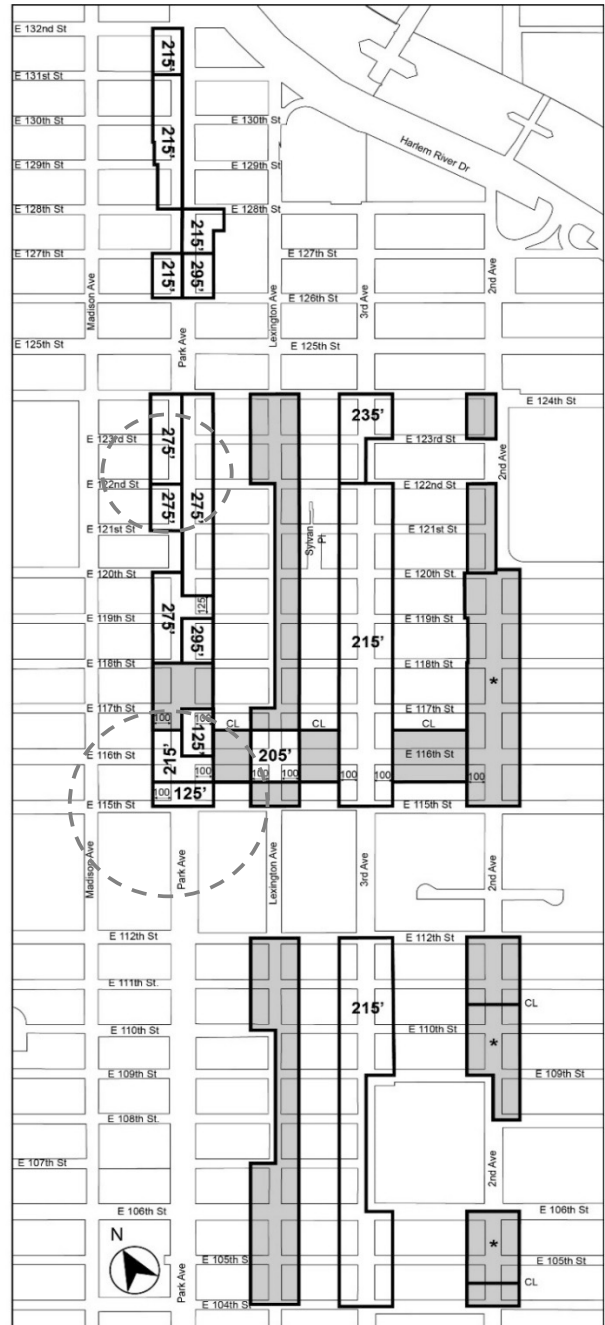 E 132nd St
215'
E 131st St
E 130th St
215'
E 130th St
Harlem River Dr
E 129th St
E 129th St
E 128th St
E 128th St
215'
E 127th St
E 127th St
215'
295'
Madison Ave
Lexington Ave
3rd Ave
2nd Ave
E 126th St
Park Ave
E 125th St
E 125th St
E 124th St
235'
E 123rd St
275'
E 123rd St
2nd Ave
E 122nd St
E 122nd St
275'
275'
E 121st St
Sylvan Pl
E 121st St
E 120th St
E 120th St.
275'
125
E 119th St
E 119th St
295'
215'
E 118th St
E 118th St
*
E 117th St
E 117th St
100
100
CL
CL
CL
125'
E 116th St
215'
205'
E 116th St
100
100
100
100
100
100
100
125'
E 115th St
E 115th St
Madison Ave
Park Ave
Lexington Ave
3rd Ave
2nd Ave
E 112th St
E 112th St
E 111th St.
CL
215'
E 110th St
E 110th St
*
E 109th St
E 109th St
E 108th St.
E 107th St
2nd Ave
E 106th St
E 106th St
N
*
E 105th S
E 105th St
CL
Park Ave
E 104th St